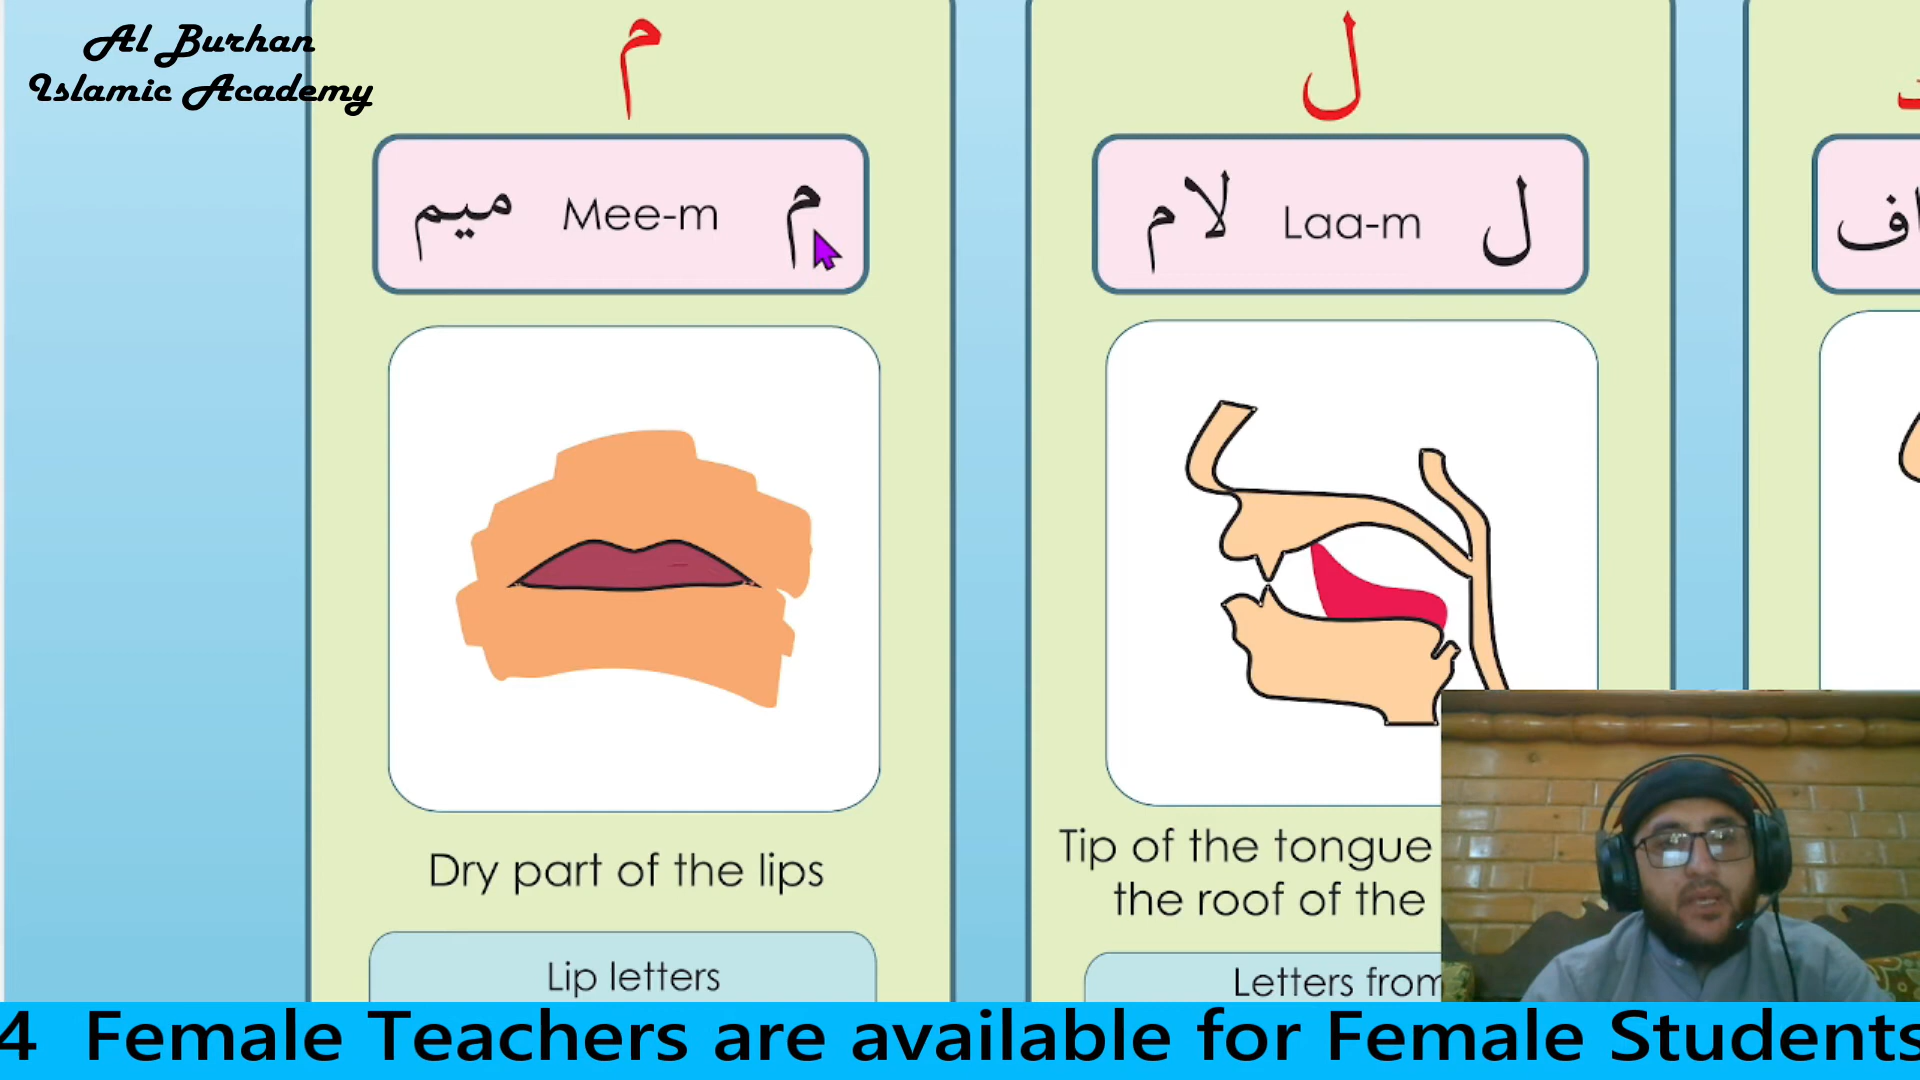 Al Burhan
Islamic Academy
م
ميم Mee-m م
Dry part of the lips
Lip letters
ل
لام Laa-m ل
Tip of the tongue
the roof of the
Letters from
4 Female Teachers are available for Female Students